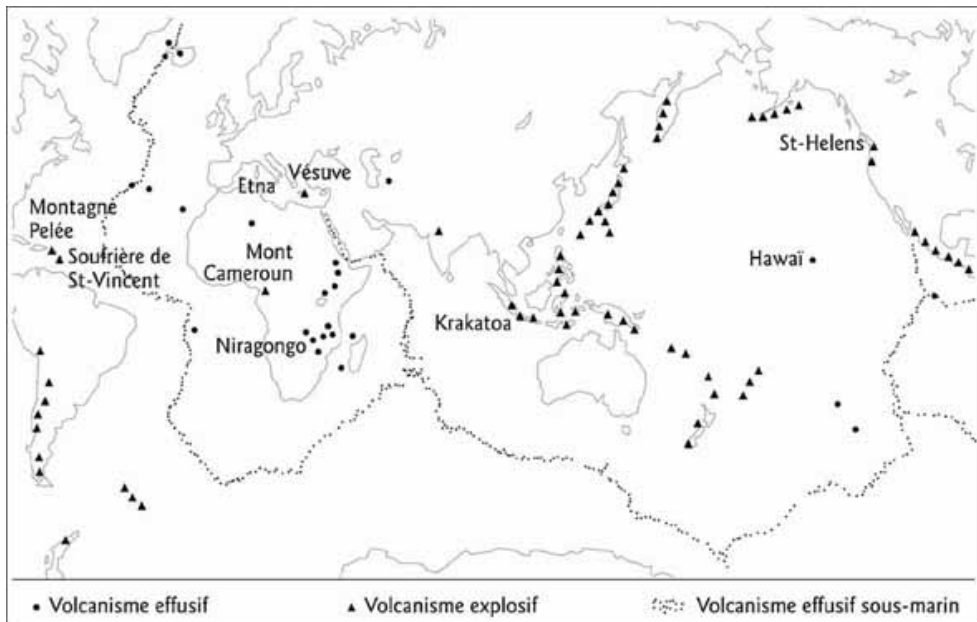 St-Helens
Vésuve
Etna
Montagne
Pelée
Soufrière de
St-Vincent
Mont
Cameroun
Hawaï
Krakatoa
Niragongo
Volcanisme effusif
Volcanisme explosif
Volcanisme effusif sous-marin